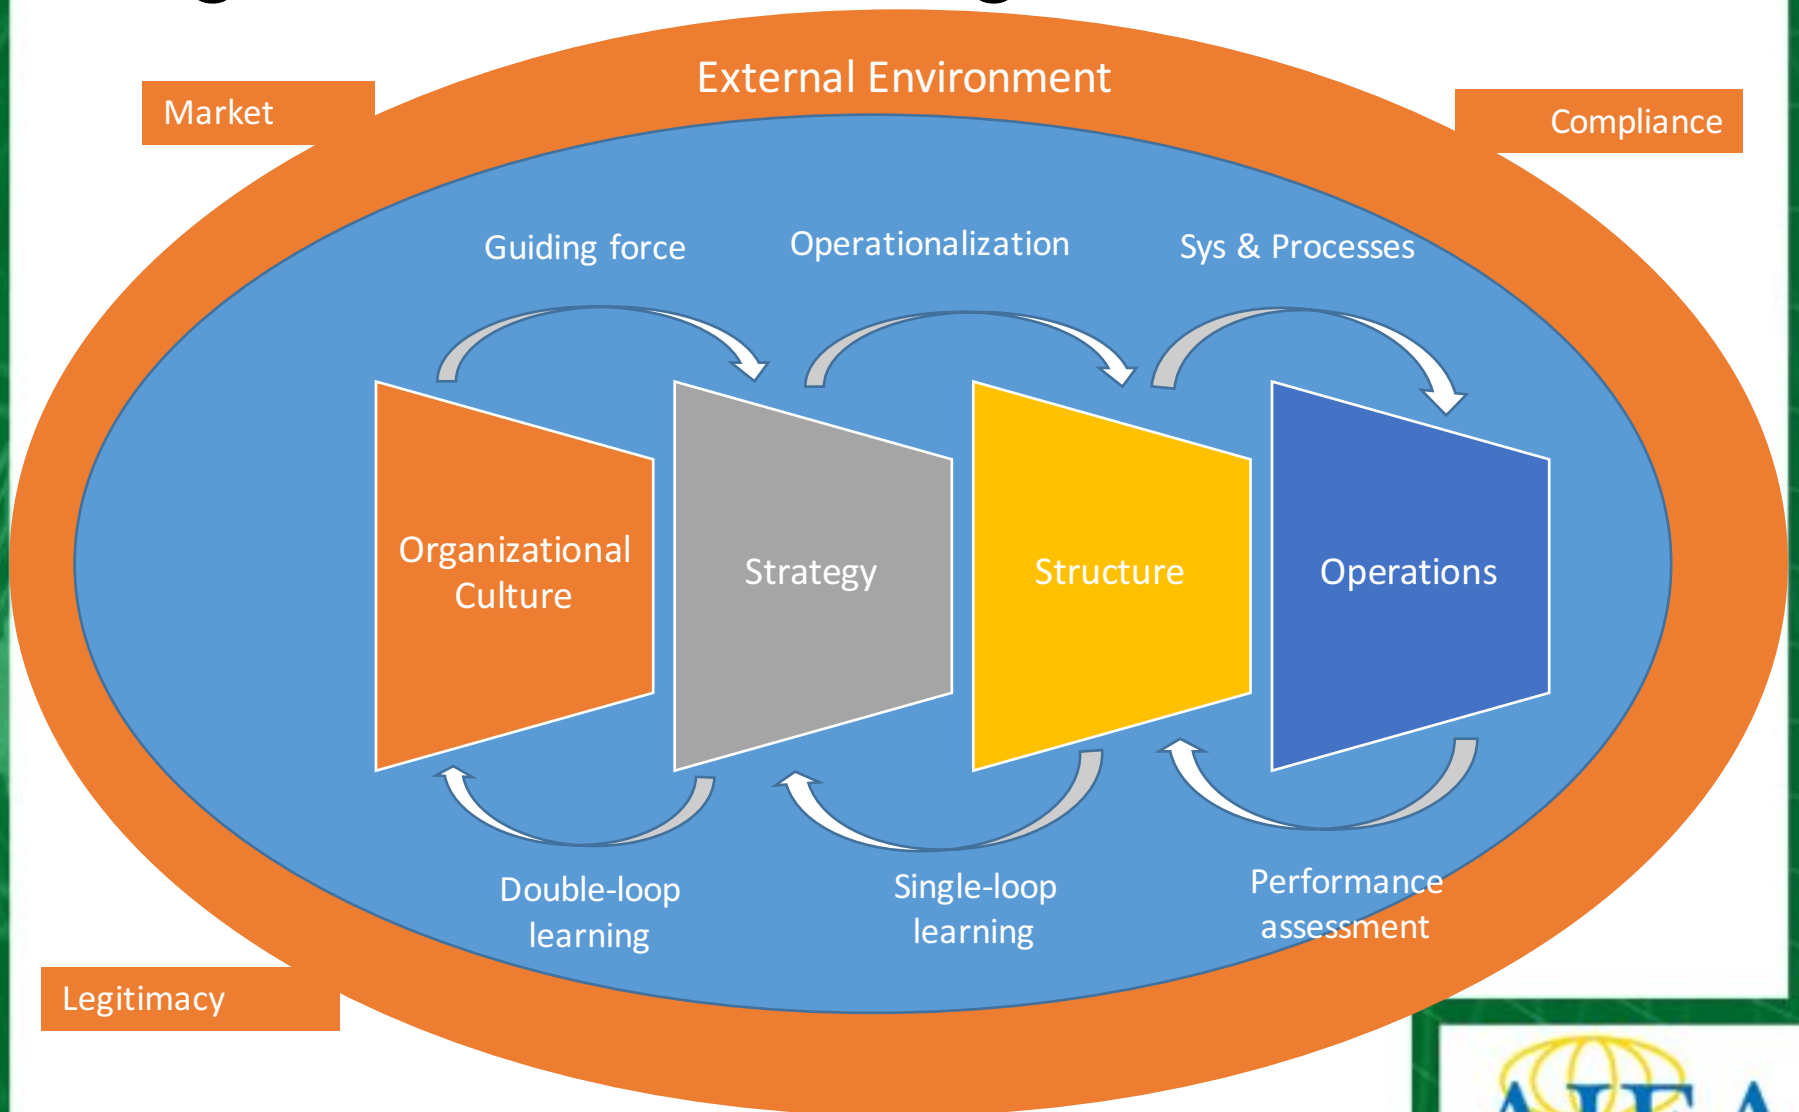 External Environment
Market
Compliance
Guiding force
Operationalization
Sys & Processes
Organizational
Culture
Strategy
Structure
Operations
Double-loop
learning
Single-loop
learning
Performance
assessment
Legitimacy
AIEA